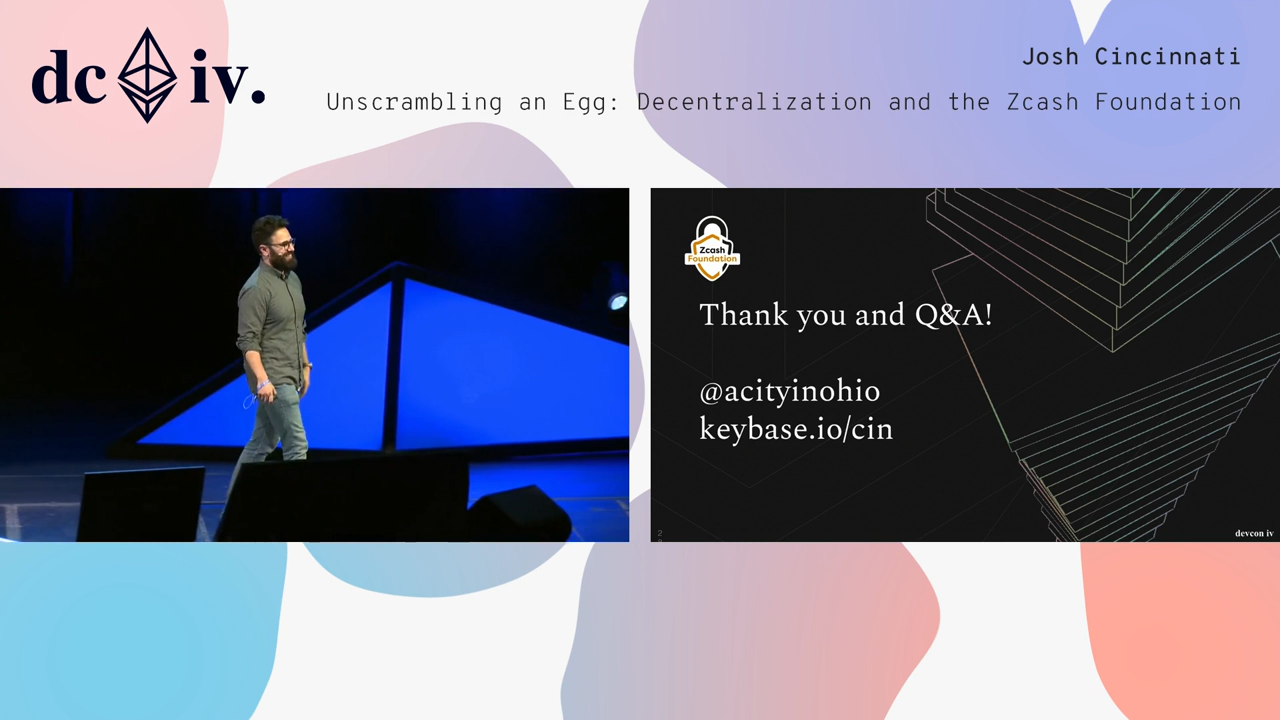 dc iv.
Josh Cincinnati
Unscrambling an Egg: Decentralization and the Zcash Foundation
Zcash
Foundation
Thank you and Q&A!
@acityinohio
keybase.io/cin
devcon iv